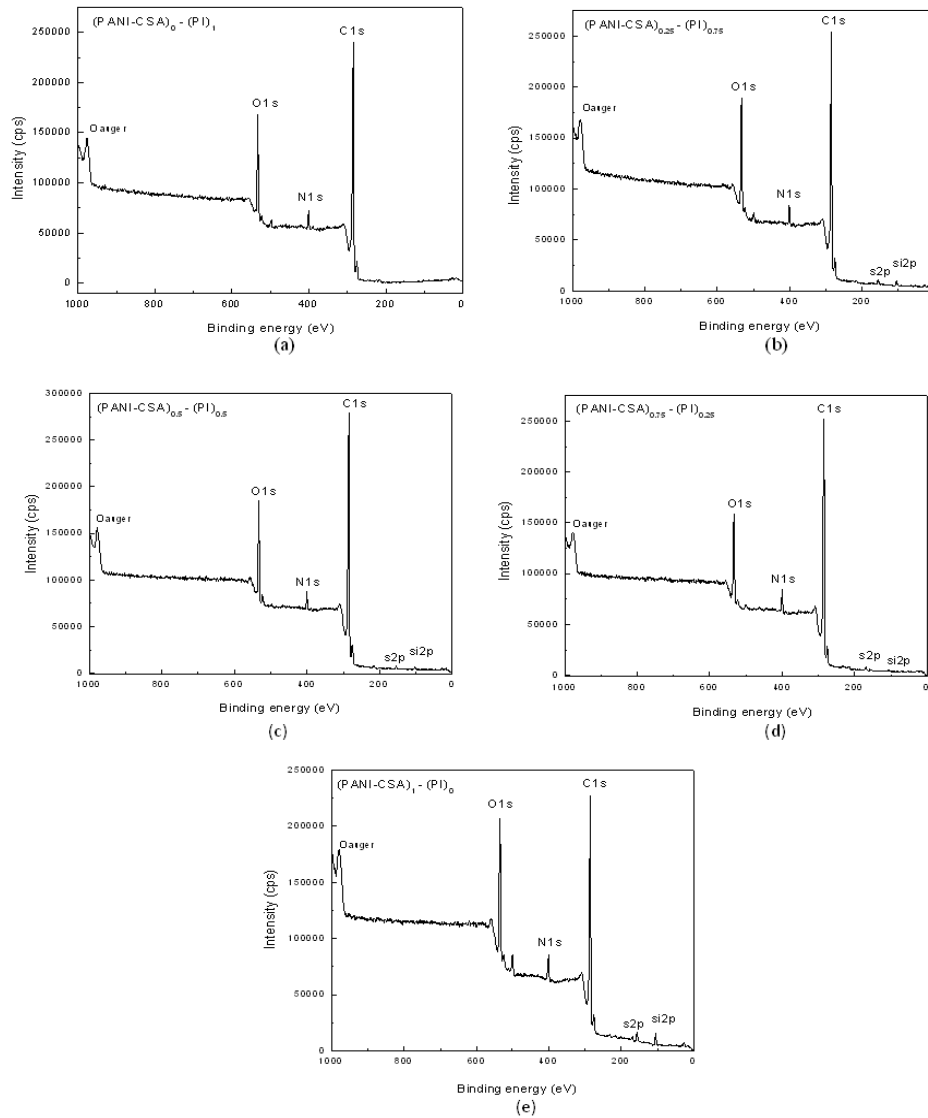 (PANI-CSA)0 - (PI)1
C1s
O1s
N1s
Oauger
250000
200000
150000
100000
50000
0
Intensity (cps)
1000 800 600 400 200 0
Binding energy (eV)
(a)
(PANI-CSA)0.25 - (PI)0.75
C1s
O1s
Oauger
N1s
s2p
si2p
250000
200000
150000
100000
50000
0
Intensity (cps)
1000 800 600 400 200 0
Binding energy (eV)
(b)
(PANI-CSA)0.5 - (PI)0.5
C1s
O1s
Oauger
N1s
s2p
si2p
300000
250000
200000
150000
100000
50000
0
Intensity (cps)
1000 800 600 400 200 0
Binding energy (eV)
(c)
(PANI-CSA)0.75 - (PI)0.25
C1s
O1s
Oauger
N1s
s2p
si2p
250000
200000
150000
100000
50000
0
Intensity (cps)
1000 800 600 400 200 0
Binding energy (eV)
(d)
(PANI-CSA)1 - (PI)0
C1s
O1s
Oauger
N1s
s2p
si2p
250000
200000
150000
100000
50000
0
Intensity (cps)
1000 800 600 400 200 0
Binding energy (eV)
(e)